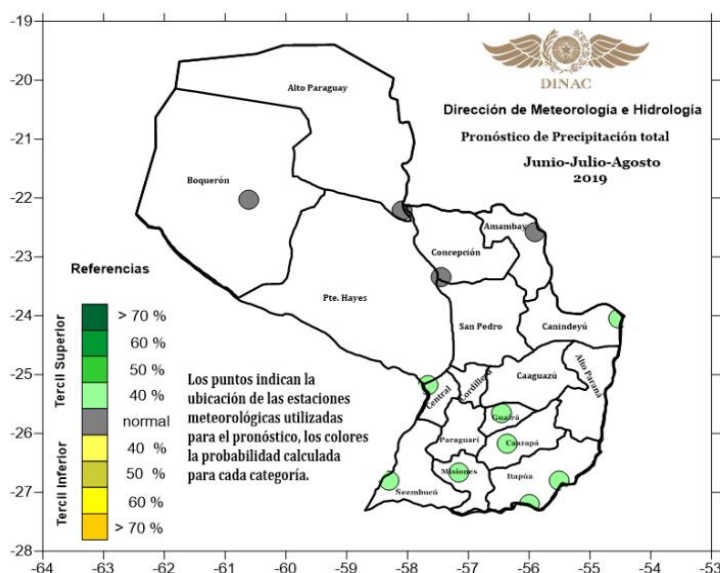 DINAC
Dirección de Meteorología e Hidrología
Pronóstico de Precipitación total
Junio-Julio-Agosto
2019
-19
-20
-21
-22
-23
-24
-25
-26
-27
-28
Alto Paraguay
Boquerón
Amambay
Concepción
Pte. Hayes
San Pedro
Canindeyú
Caaguazú
Alto Paraná
Cordillera
Central
Guairá
Caazapá
Paraguarí
Misiones
Itapúa
Ñeembucú
Referencias
Tercil Superior
> 70 %
60 %
50 %
40 %
normal
Tercil Inferior
40 %
50 %
60 %
> 70 %
Los puntos indican la
ubicación de las estaciones
meteorológicas utilizadas
para el pronóstico, los colores
la probabilidad calculada
para cada categoría.
-64
-63
-62
-61
-60
-59
-58
-57
-56
-55
-54
-53